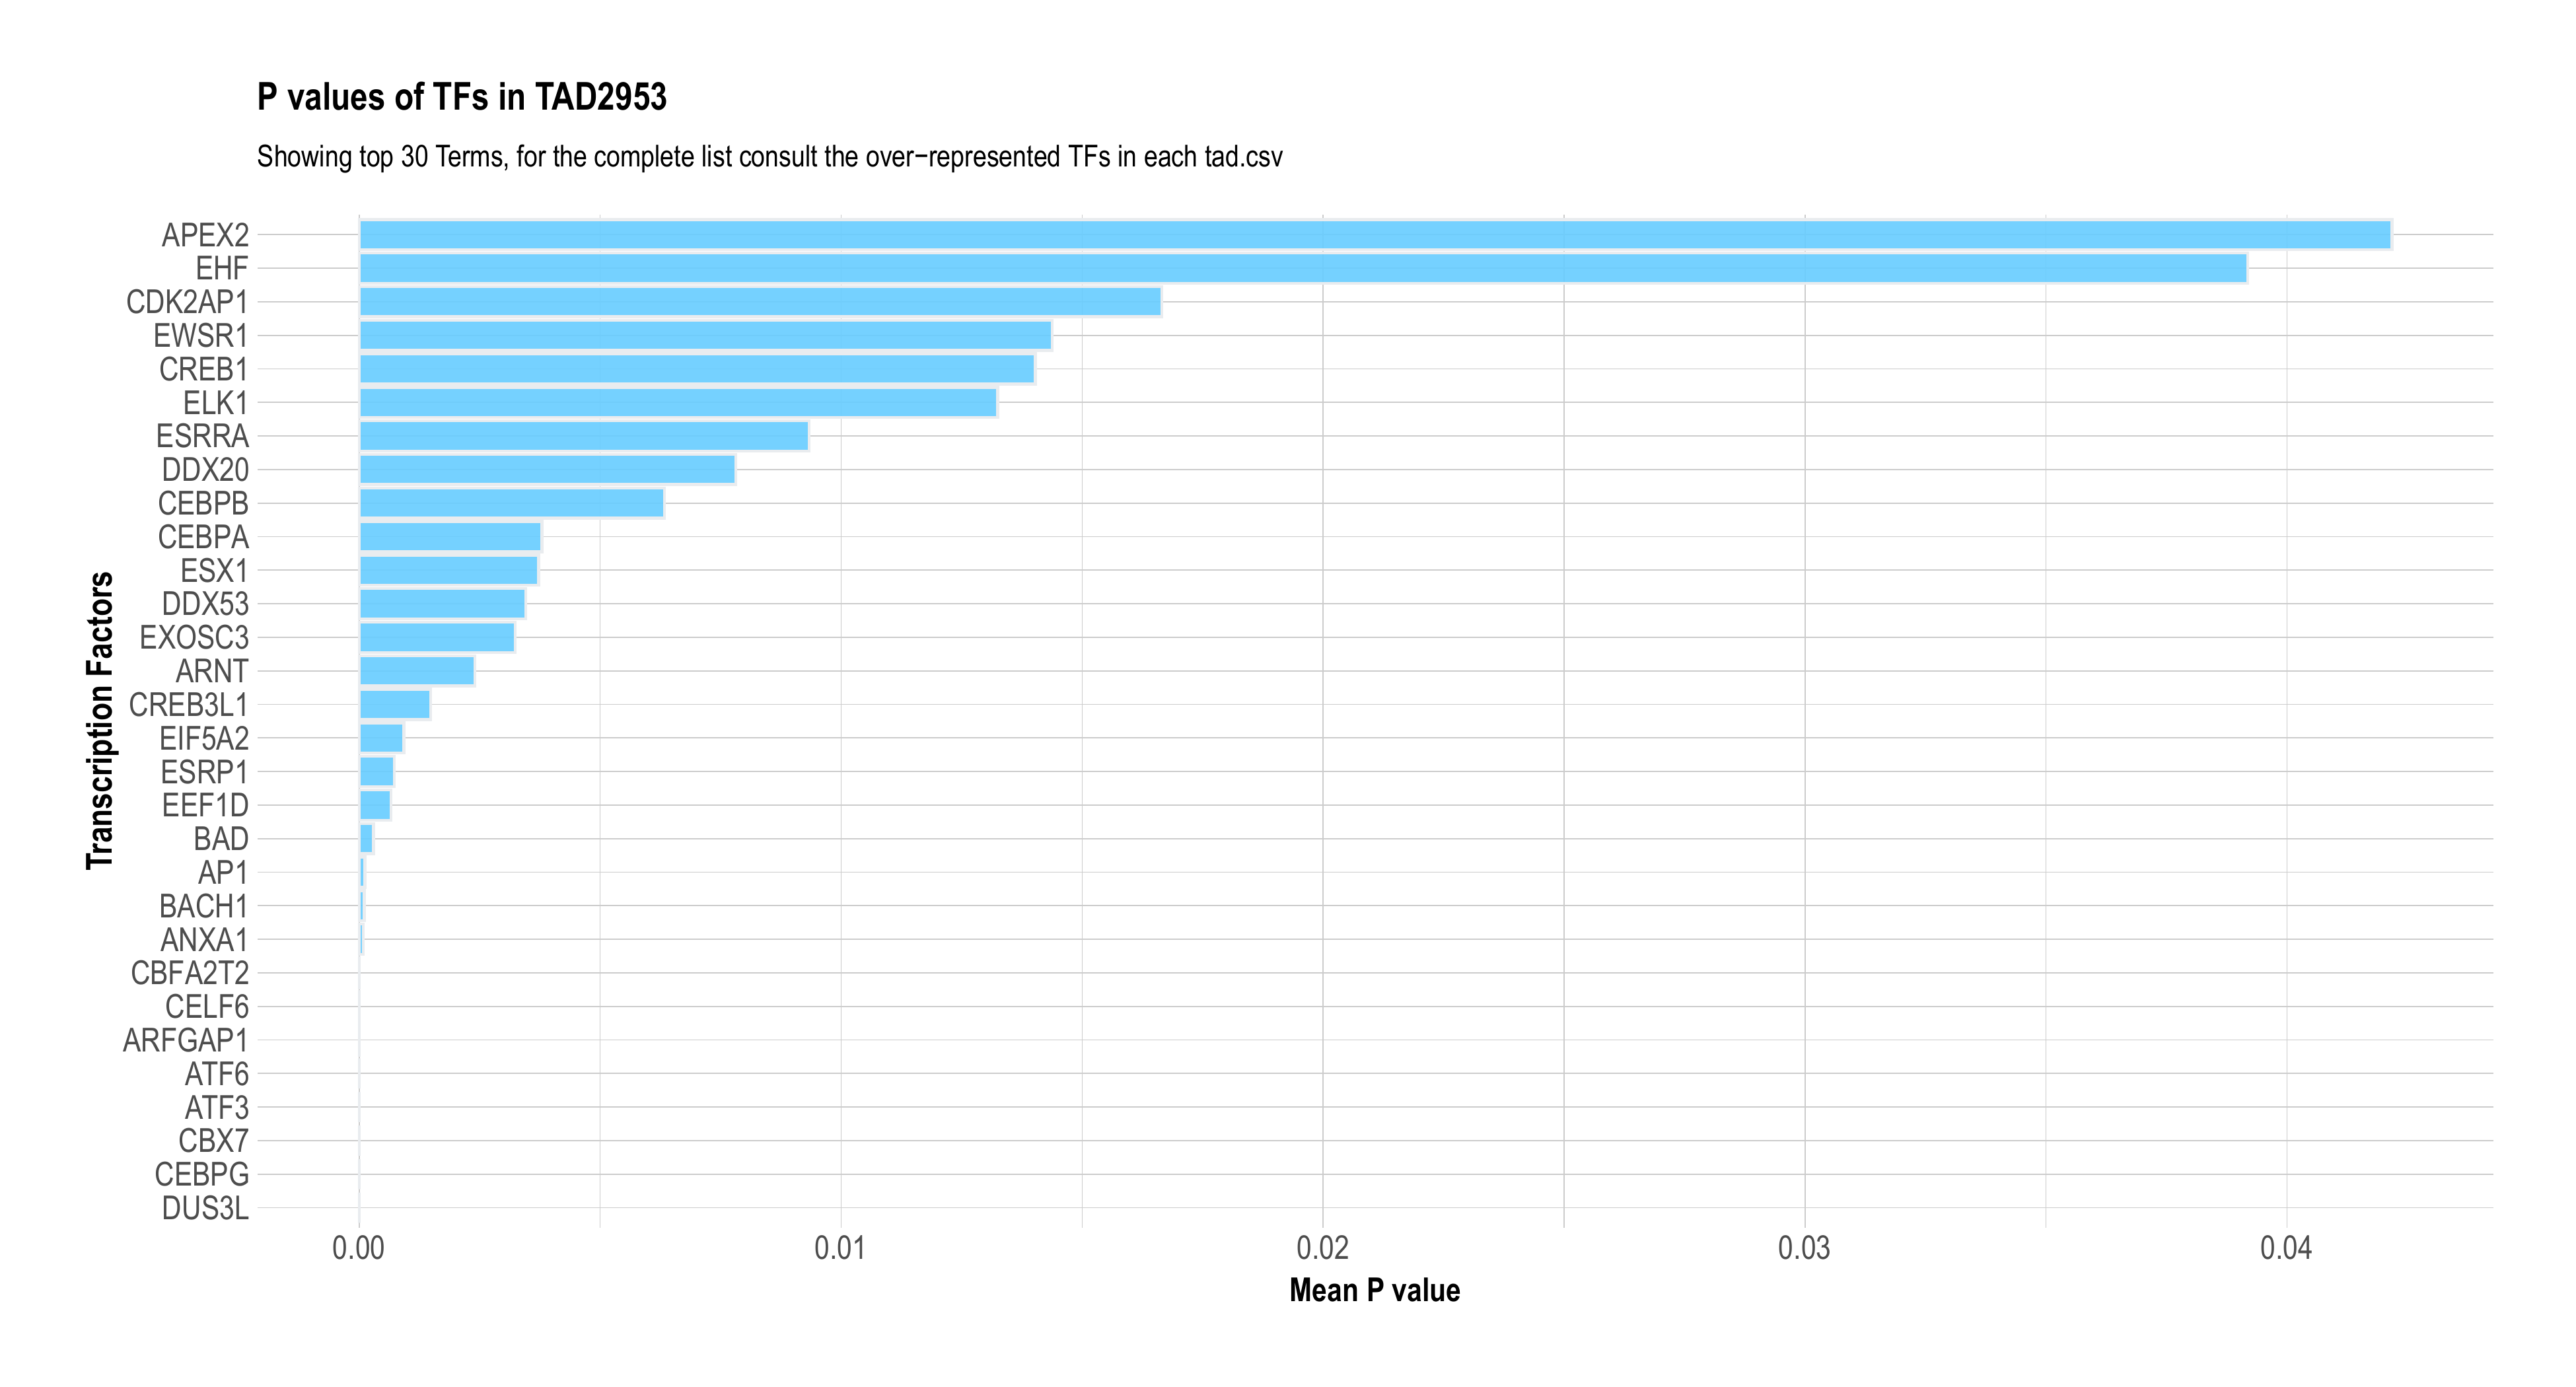 P values of TFs in TAD2953
Showing top 30 Terms, for the complete list consult the over−represented TFs in each tad.csv
Transcription Factors
APEX2
EHF
CDK2AP1
EWSR1
CREB1
ELK1
ESRRA
DDX20
CEBPB
CEBPA
ESX1
DDX53
EXOSC3
ARNT
CREB3L1
EIF5A2
ESRP1
EEF1D
BAD
AP1
BACH1
ANXA1
CBFA2T2
CELF6
ARFGAP1
ATF6
ATF3
CBX7
CEBPG
DUS3L
0.00 0.01 0.02 0.03 0.04
Mean P value